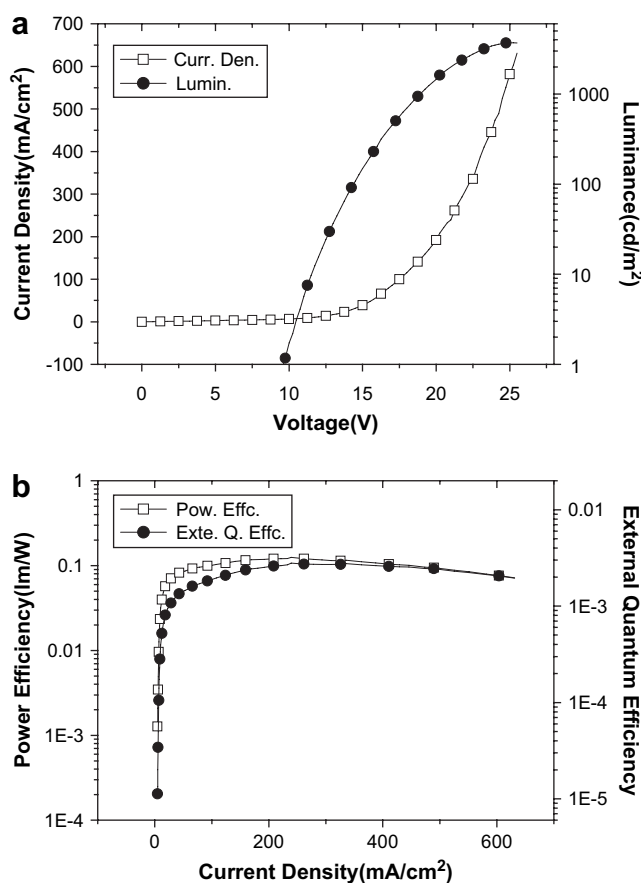 a
700
600
500
400
300
200
100
0
-100
Current Density(mA/cm²)
Curr. Den.
Lumin.
1000
100
10
1
Luminance(cd/m²)
0 5 10 15 20 25
Voltage(V)
b
1
0.1
0.01
1E-3
1E-4
Power Efficiency(lm/W)
Pow. Effc.
Exte. Q. Effc.
0.01
1E-3
1E-4
1E-5
External Quantum Efficiency
0 200 400 600
Current Density(mA/cm²)